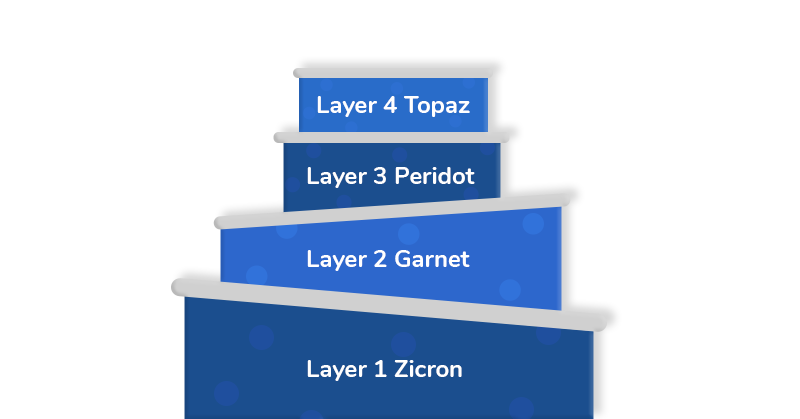 Layer 4 Topaz
Layer 3 Peridot
Layer 2 Garnet
Layer 1 Zicron